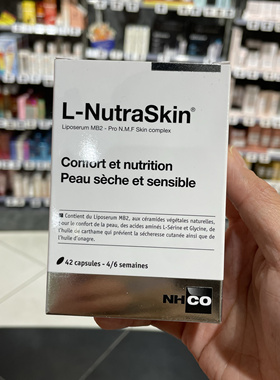 L-NutraSkin®
Liposerum MB2 - Pro N.M.F Skin complex
Confort et nutrition
Peau sèche et sensible
Contient du Liposerum MB2, aux céramides végétales naturelles,
pour le confort de la peau, des acides aminés L-Sérine et Glycine, de
l'huile de carthame qui prévient la sécheresse cutanée ainsi que de
l'huile d'onagre.
42 capsules - 4/6 semaines
NHCO